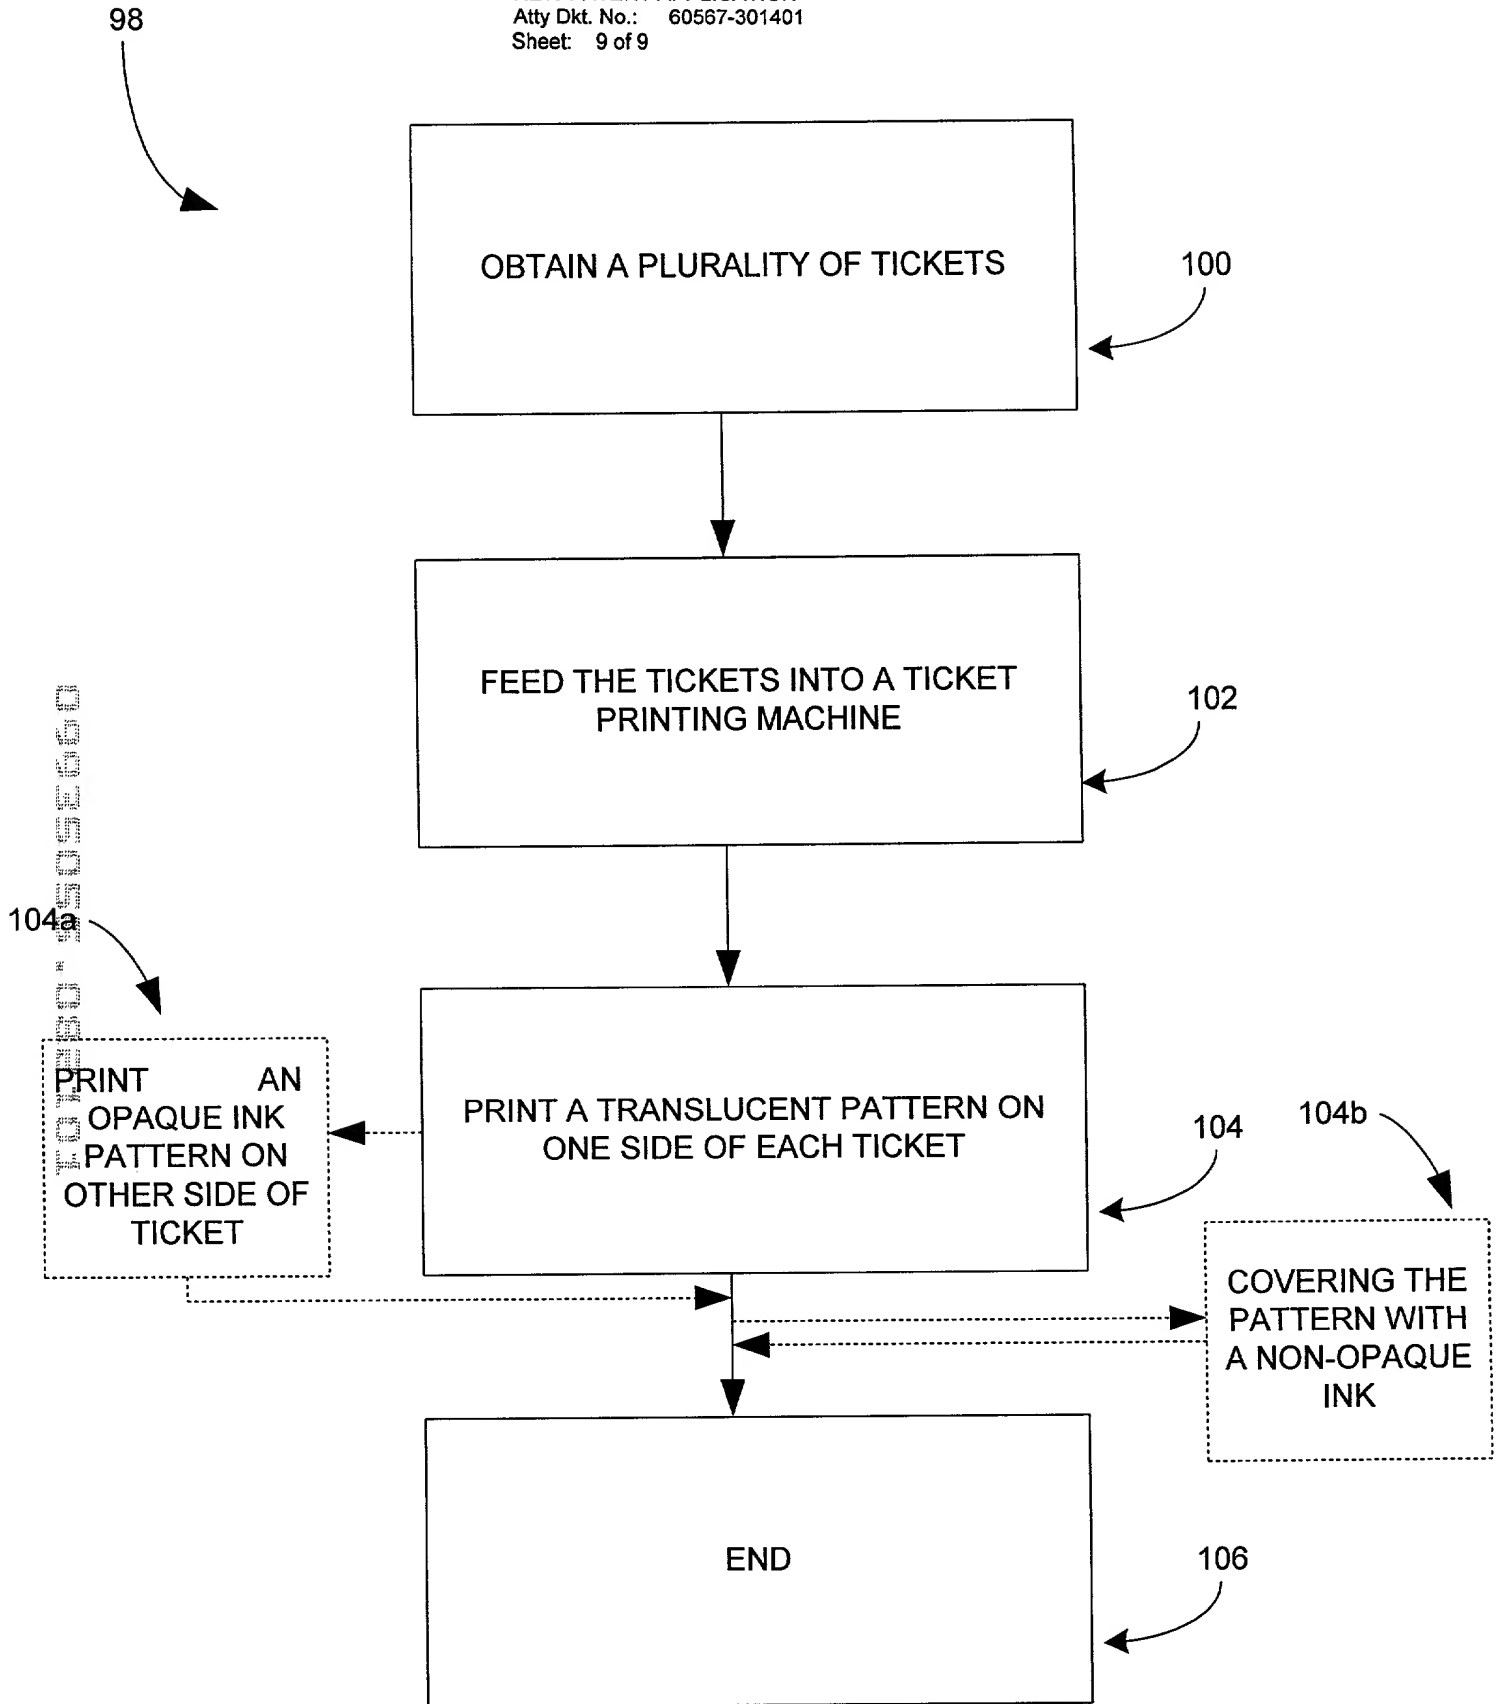 98
Atty Dkt. No.: 60567-301401
Sheet: 9 of 9
OBTAIN A PLURALITY OF TICKETS
100
FEED THE TICKETS INTO A TICKET
PRINTING MACHINE
102
104a
PRINT AN
OPAQUE INK
PATTERN ON
OTHER SIDE OF
TICKET
PRINT A TRANSLUCENT PATTERN ON
ONE SIDE OF EACH TICKET
104
104b
COVERING THE
PATTERN WITH
A NON-OPAQUE
INK
END
106